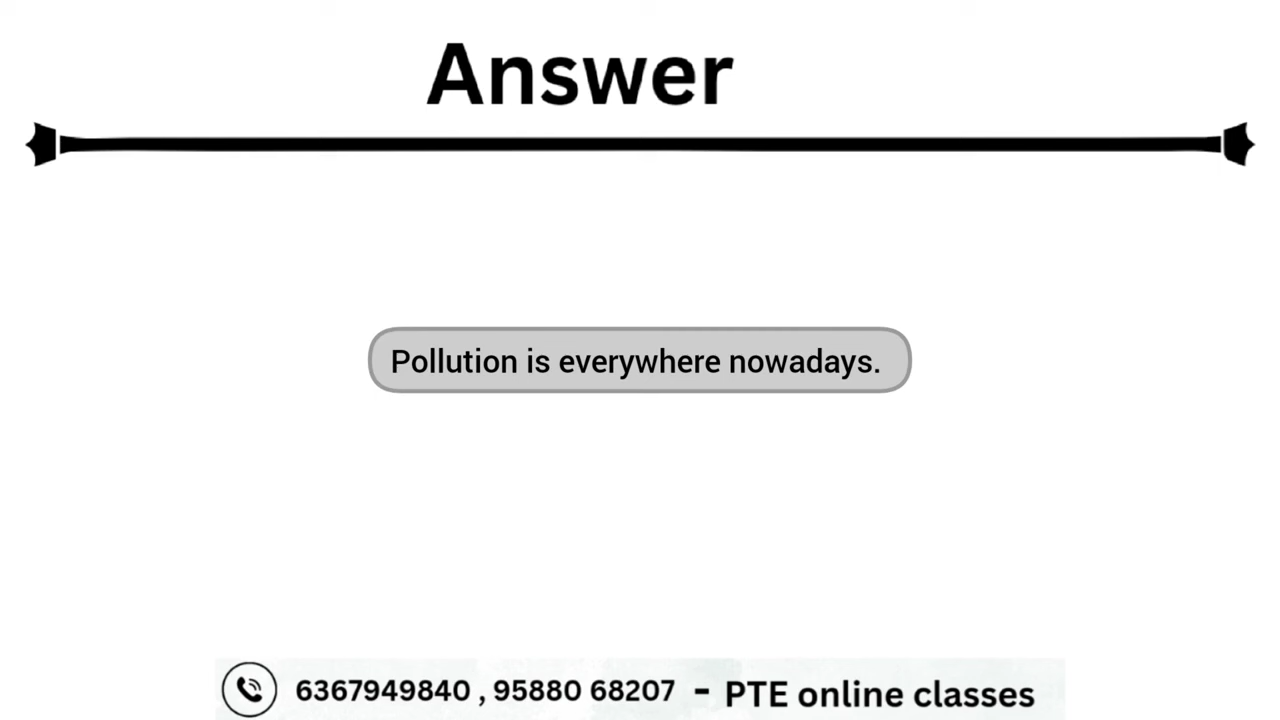 Answer
Pollution is everywhere nowadays.
6367949840 , 95880 68207 - PTE online classes